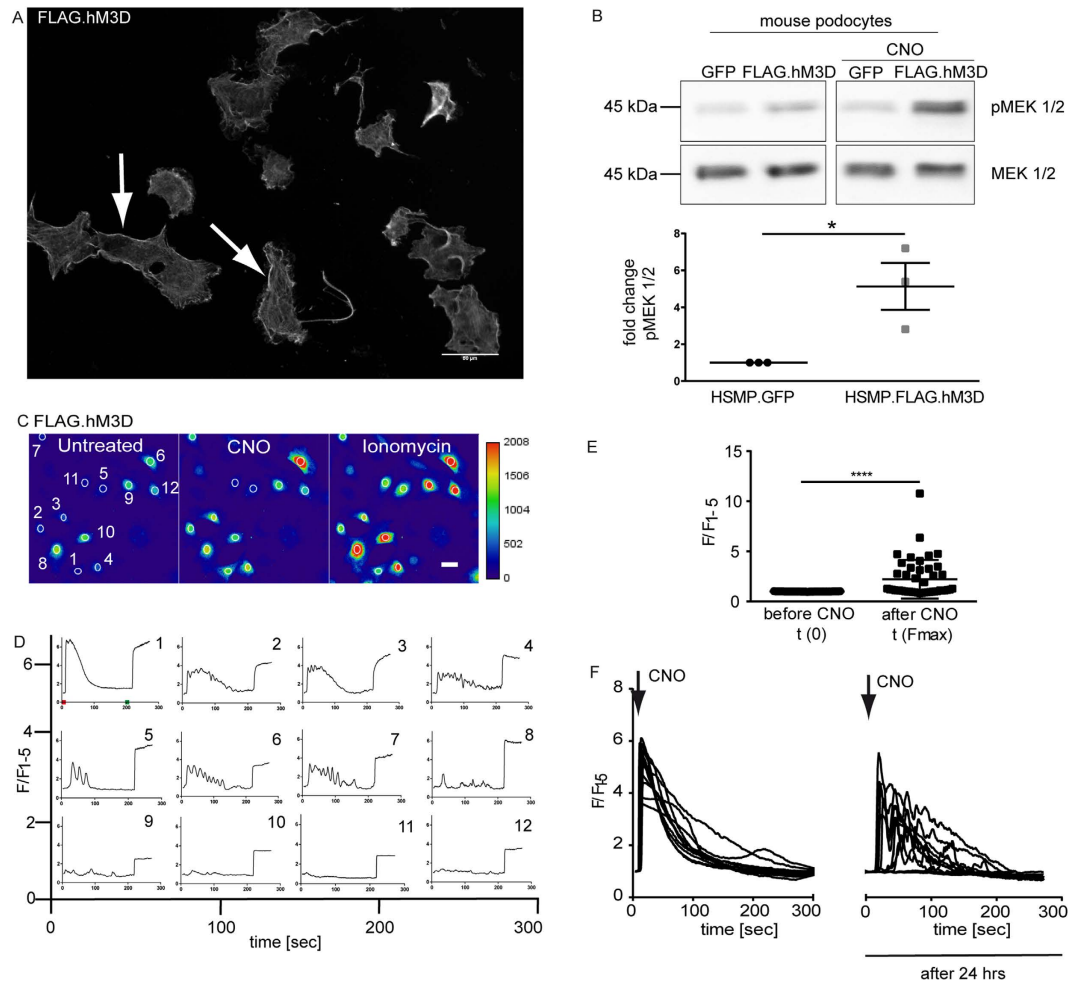 A
FLAG.hM3D
60 µm
B
mouse podocytes
CNO
GFP FLAG.hM3D GFP FLAG.hM3D
45 kDa
pMEK 1/2
45 kDa
MEK 1/2
*
8
6
4
2
0
fold change
pMEK 1/2
HSMP.GFP
HSMP.FLAG.hM3D
C FLAG.hM3D
Untreated
CNO
Ionomycin
7
6
11
5
9
12
3
2
10
8
1
4
2008
1506
1004
502
0
D
1
2
3
4
5
6
7
8
9
10
11
12
6
4
2
0
F/F1-5
0
100
200
300
time [sec]
E
15
10
5
0
F/F1-5
****
before CNO
t (0)
after CNO
t (Fmax)
F
CNO
CNO
8
6
4
2
0
F/F1-5
0
100
200
300
time [sec]
0
100
200
300
time [sec]
after 24 hrs